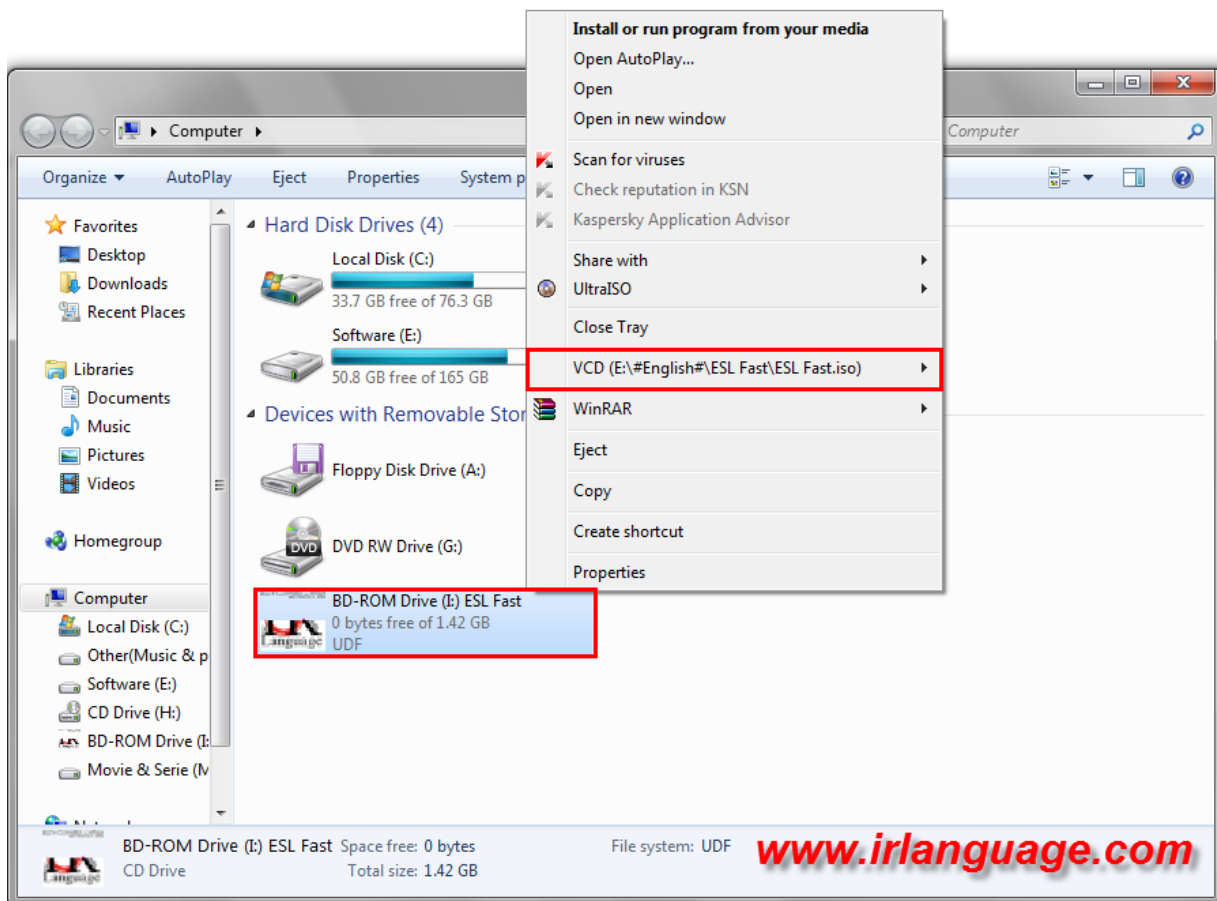 Install or run program from your media
Open AutoPlay...
Open
Open in new window
Scan for viruses
Check reputation in KSN
Kaspersky Application Advisor
Share with
UltraISO
Close Tray
VCD (E:\#English#\ESL Fast\ESL Fast.iso)
WinRAR
Eject
Copy
Create shortcut
Properties
Computer
Computer
Organize
AutoPlay
Eject
Properties
System p
Favorites
Desktop
Downloads
Recent Places
Libraries
Documents
Music
Pictures
Videos
Homegroup
Computer
Local Disk (C:)
Other(Music & p
Software (E:)
CD Drive (H:)
BD-ROM Drive (I:
Movie & Serie (M
Hard Disk Drives (4)
Local Disk (C:)
33.7 GB free of 76.3 GB
Software (E:)
50.8 GB free of 165 GB
Devices with Removable Stor
Floppy Disk Drive (A:)
DVD
DVD RW Drive (G:)
BD-ROM Drive (I:) ESL Fast
0 bytes free of 1.42 GB
Language UDF
BD-ROM Drive (I:) ESL Fast Space free: 0 bytes File system: UDF
Language CD Drive Total size: 1.42 GB
www.irlanguage.com